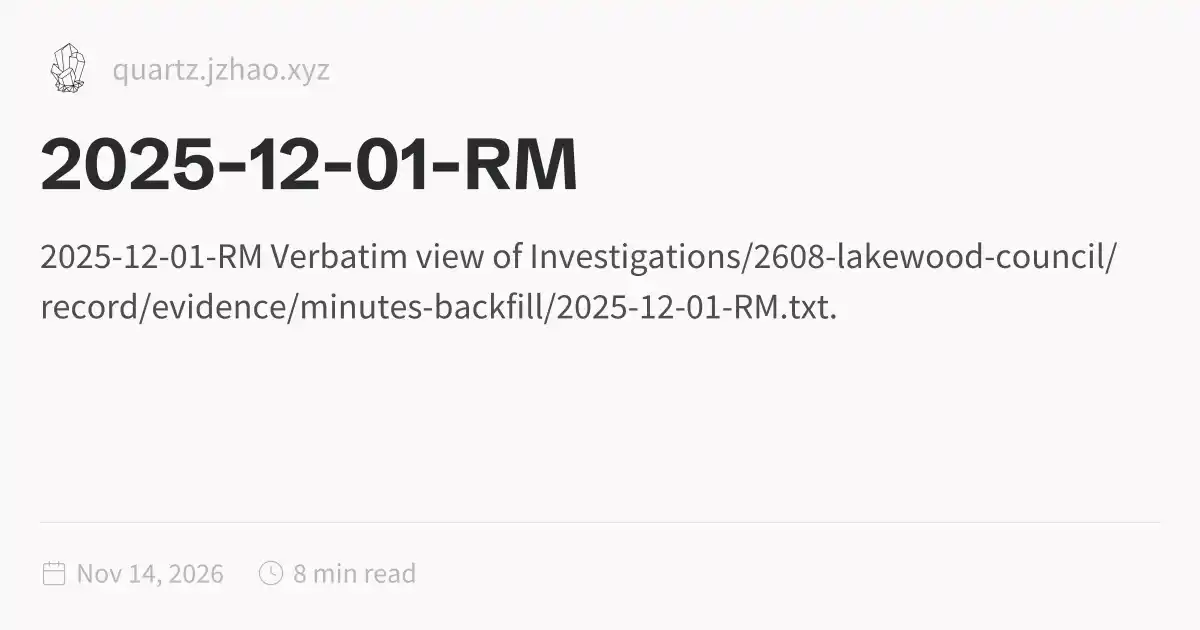 quartz.jzhao.xyz
2025-12-01-RM
2025-12-01-RM Verbatim view of Investigations/2608-lakewood-council/
record/evidence/minutes-backfill/2025-12-01-RM.txt.
Nov 14, 2026 8 min read